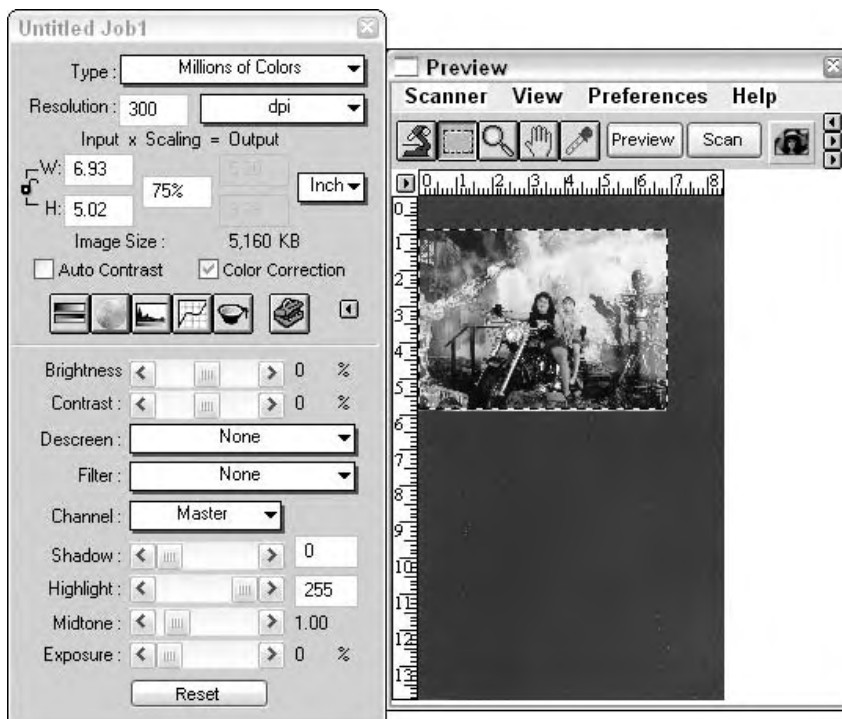 Untitled Job1
Type : Millions of Colors
Resolution : 300 dpi
Input x Scaling = Output
W: 6.93
75%
Inch
H: 5.02
Image Size : 5,160 KB
Auto Contrast Color Correction
Brightness 0 %
Contrast : 0 %
Descreen : None
Filter : None
Channel : Master
Shadow : 0
Highlight : 255
Midtone : 1.00
Exposure : 0 %
Reset
Preview
Scanner View Preferences Help
Preview Scan
0 1 2 3 4 5 6 7 8
0
1
2
3
4
5
6
7
8
9
10
11
12
13